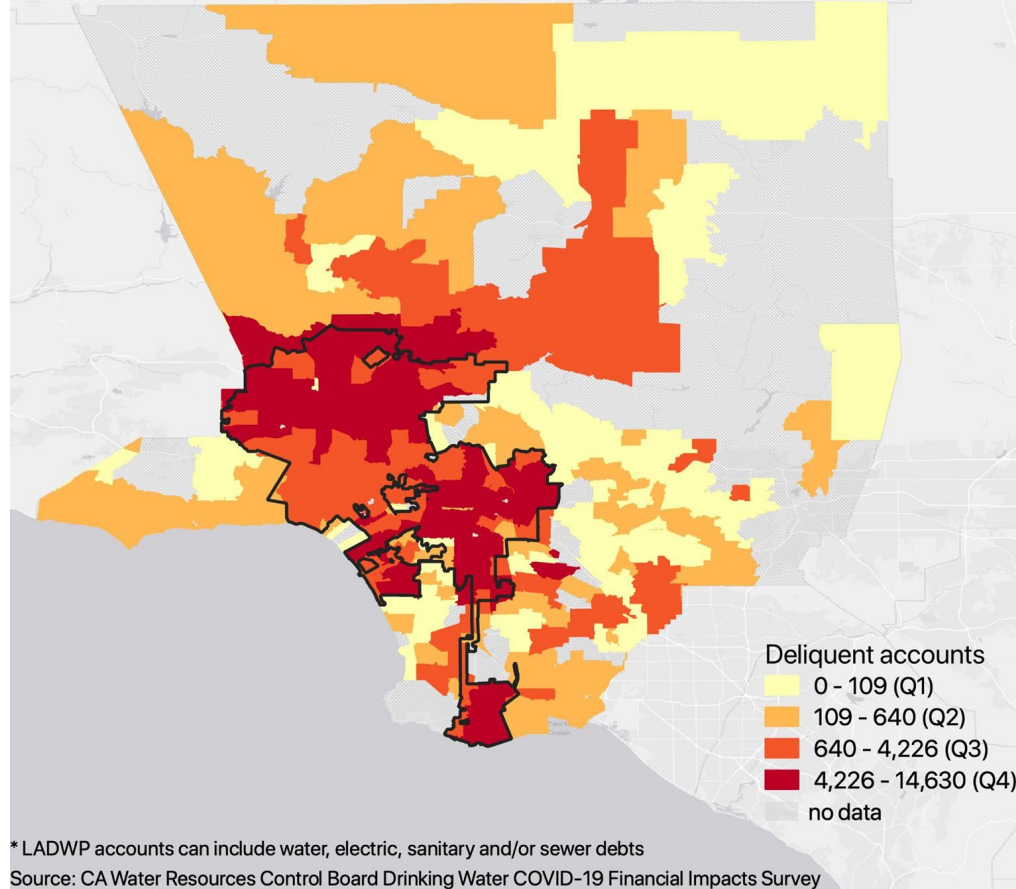 Deliquent accounts
0 - 109 (Q1)
109 - 640 (Q2)
640 - 4,226 (Q3)
4,226 - 14,630 (Q4)
no data
* LADWP accounts can include water, electric, sanitary and/or sewer debts
Source: CA Water Resources Control Board Drinking Water COVID-19 Financial Impacts Survey